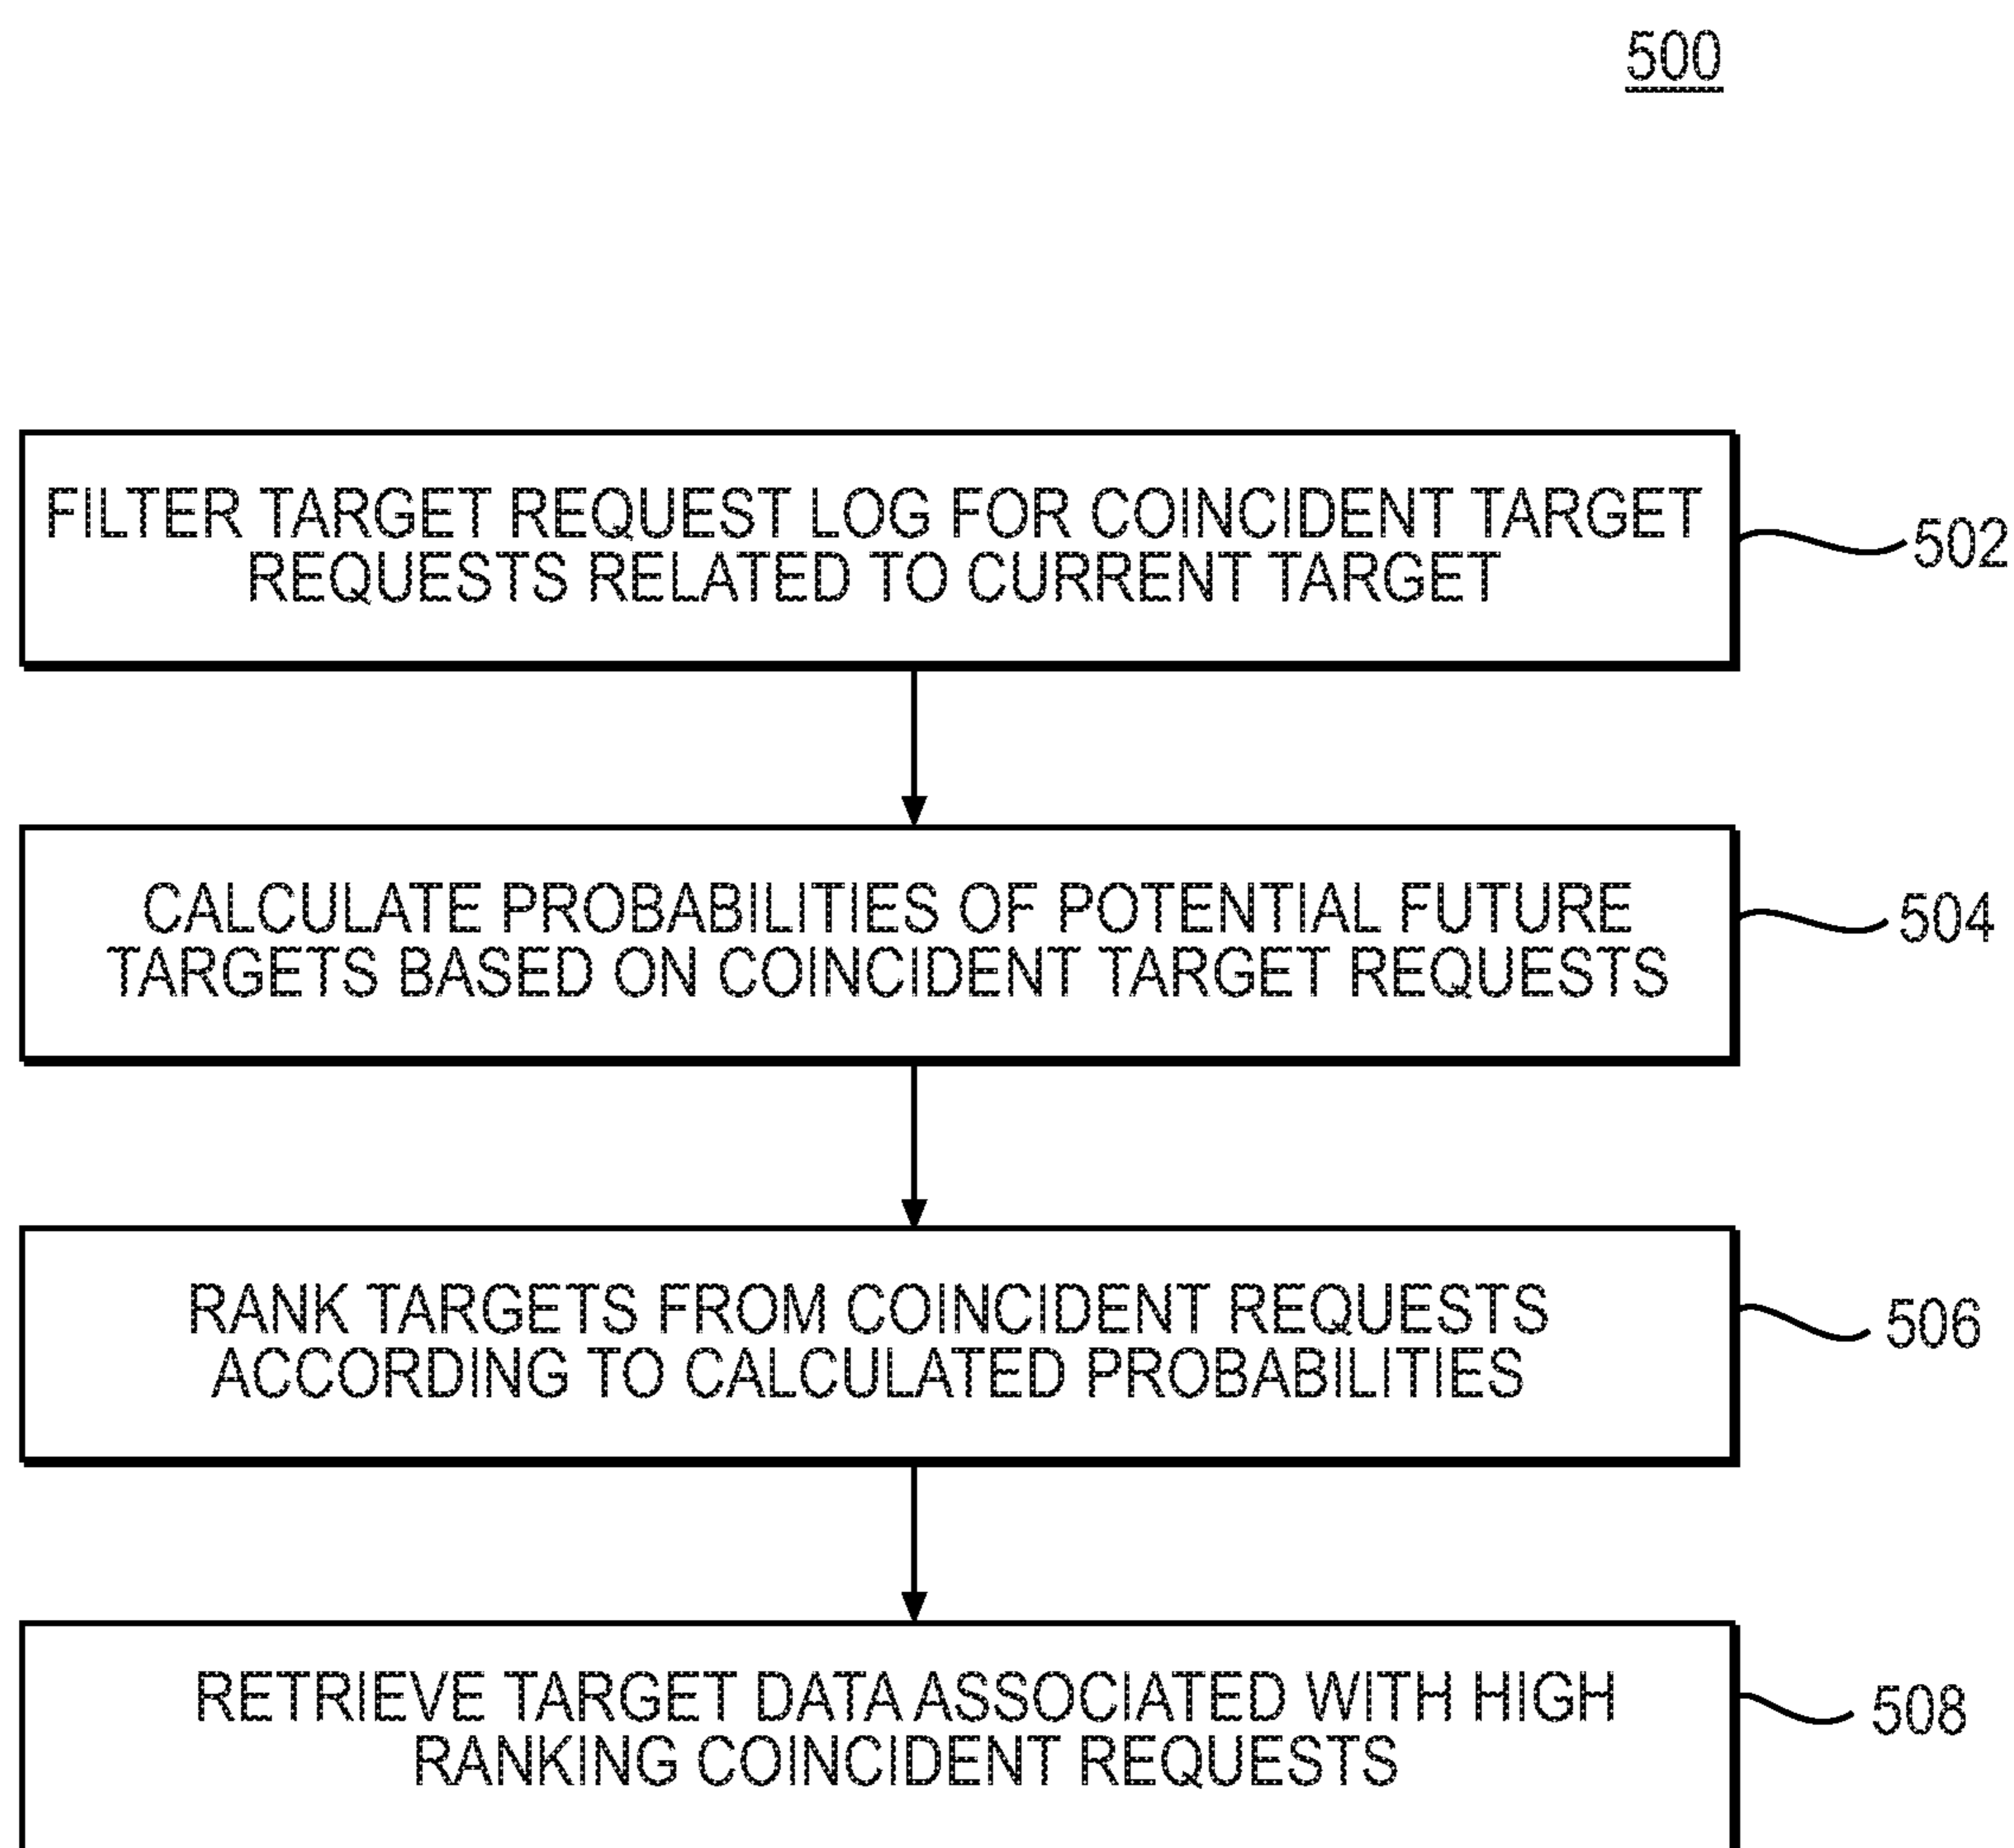 500
FILTER TARGET REQUEST LOG FOR COINCIDENT TARGET
REQUESTS RELATED TO CURRENT TARGET
502
CALCULATE PROBABILITIES OF POTENTIAL FUTURE
TARGETS BASED ON COINCIDENT TARGET REQUESTS
504
RANK TARGETS FROM COINCIDENT REQUESTS
ACCORDING TO CALCULATED PROBABILITIES
506
RETRIEVE TARGET DATA ASSOCIATED WITH HIGH
RANKING COINCIDENT REQUESTS
508